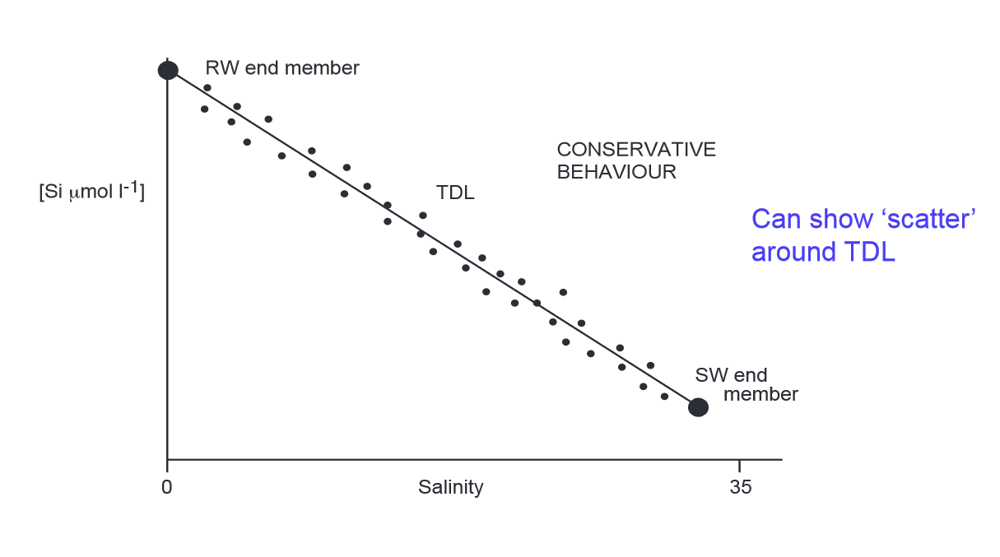 RW end member
CONSERVATIVE
BEHAVIOUR
[Si μmol l-1]
TDL
Can show ‘scatter’
around TDL
SW end
member
0
Salinity
35